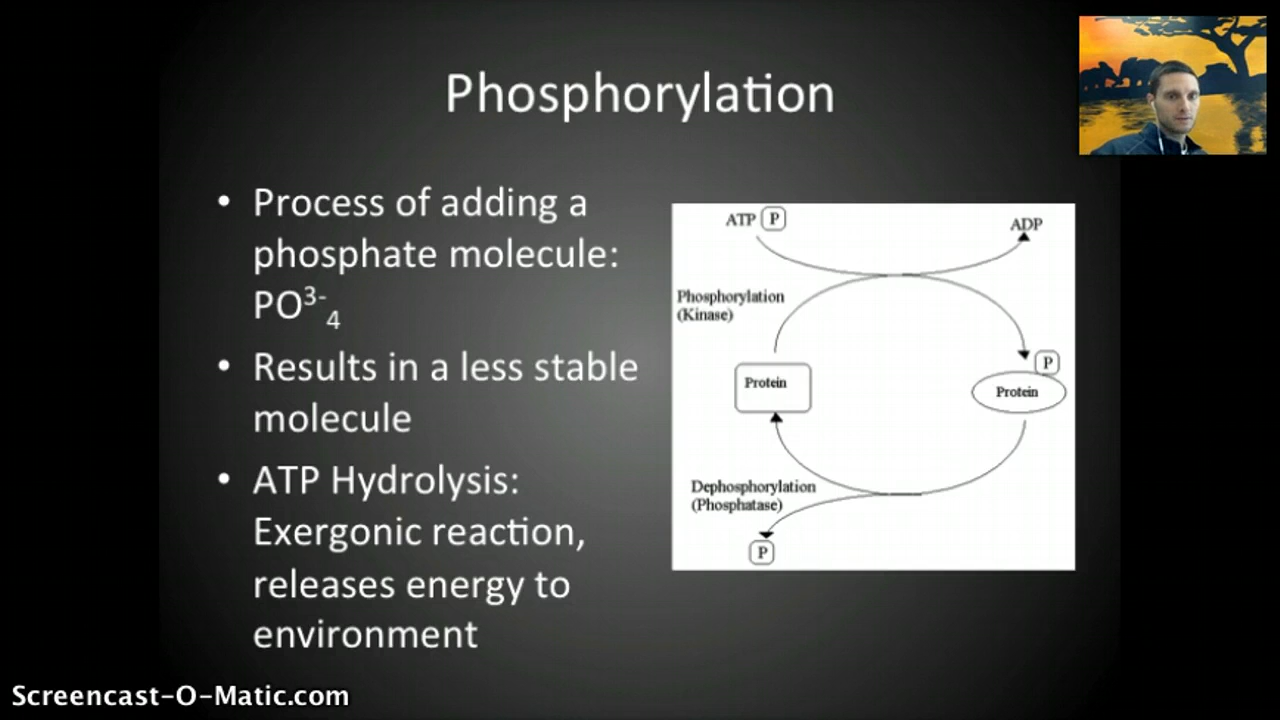 Phosphorylation
• Process of adding a
phosphate molecule:
PO³⁻₄
• Results in a less stable
molecule
• ATP Hydrolysis:
Exergonic reaction,
releases energy to
environment
ATP P
ADP
Phosphorylation
(Kinase)
P
Protein
Protein
Dephosphorylation
(Phosphatase)
P
Screencast-O-Matic.com